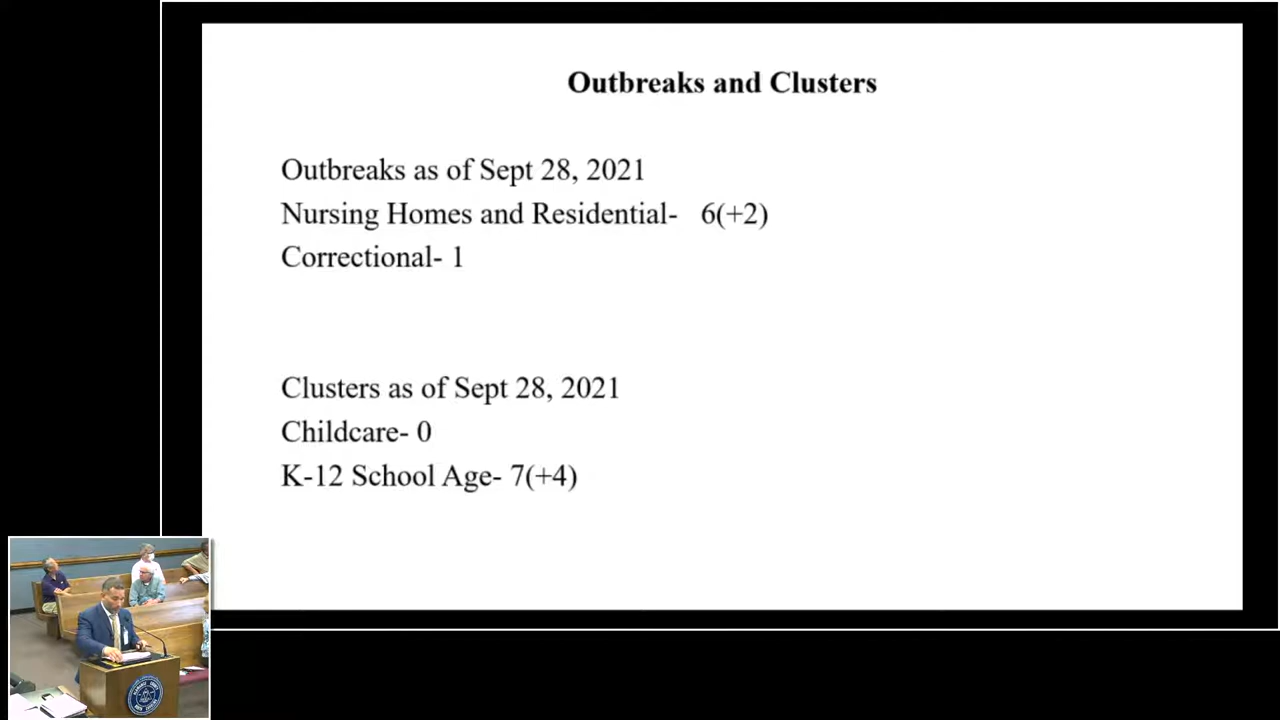 Outbreaks and Clusters
Outbreaks as of Sept 28, 2021
Nursing Homes and Residential- 6(+2)
Correctional- 1
Clusters as of Sept 28, 2021
Childcare- 0
K-12 School Age- 7(+4)